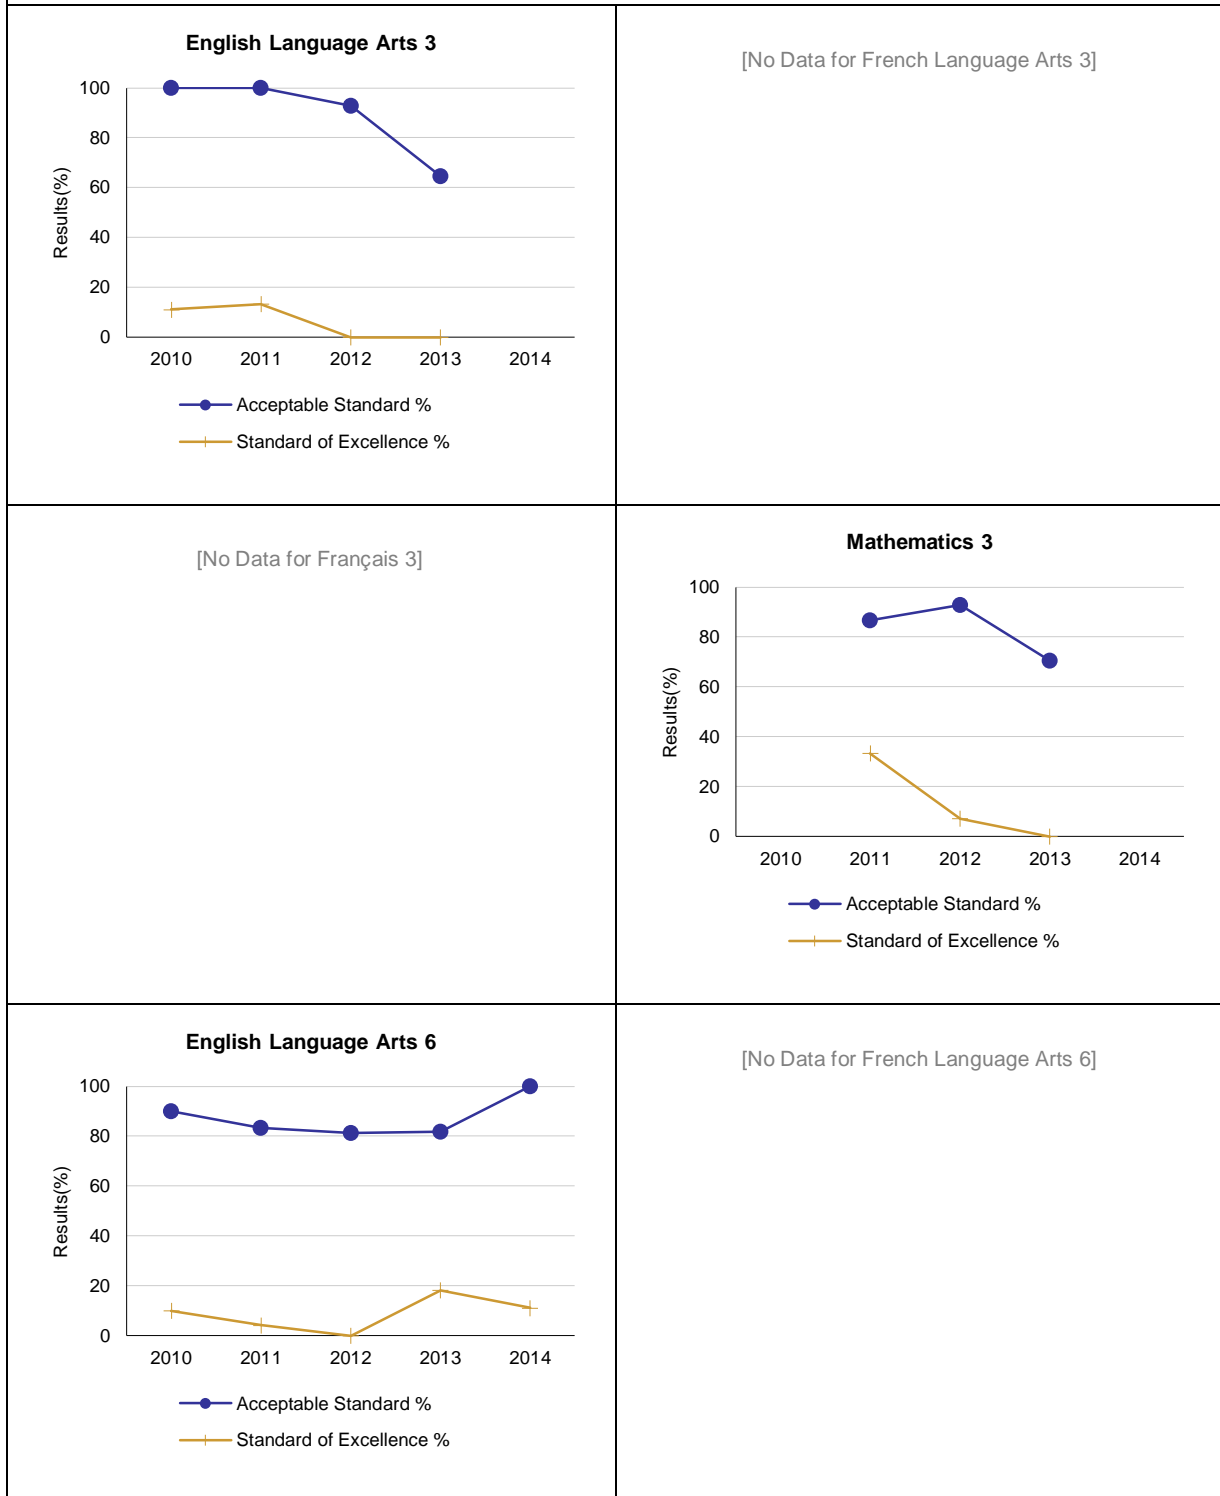 English Language Arts 3
100
80
60
40
20
0
Results(%)
2010 2011 2012 2013 2014
Acceptable Standard %
Standard of Excellence %
[No Data for French Language Arts 3]
[No Data for Français 3]
Mathematics 3
100
80
60
40
20
0
Results(%)
2010 2011 2012 2013 2014
Acceptable Standard %
Standard of Excellence %
English Language Arts 6
100
80
60
40
20
0
Results(%)
2010 2011 2012 2013 2014
Acceptable Standard %
Standard of Excellence %
[No Data for French Language Arts 6]